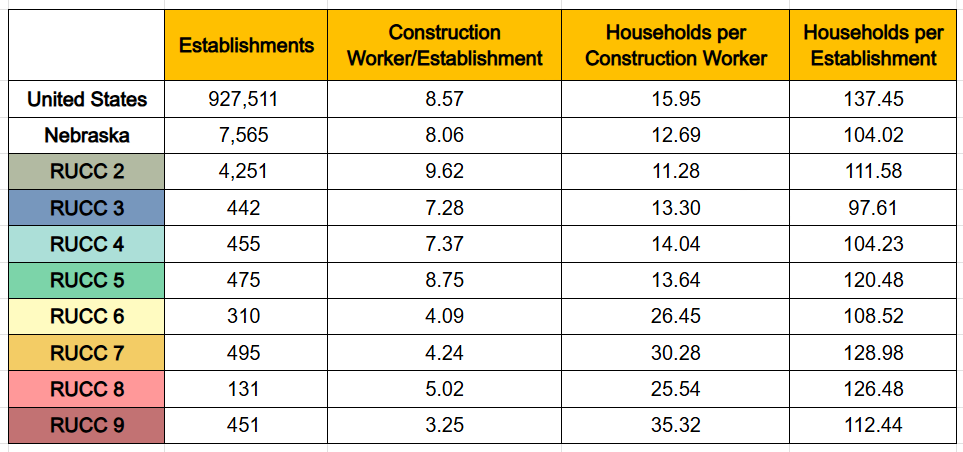 Establishments Construction Worker/Establishment Households per Construction Worker Households per Establishment
United States 927,511 8.57 15.95 137.45
Nebraska 7,565 8.06 12.69 104.02
RUCC 2 4,251 9.62 11.28 111.58
RUCC 3 442 7.28 13.30 97.61
RUCC 4 455 7.37 14.04 104.23
RUCC 5 475 8.75 13.64 120.48
RUCC 6 310 4.09 26.45 108.52
RUCC 7 495 4.24 30.28 128.98
RUCC 8 131 5.02 25.54 126.48
RUCC 9 451 3.25 35.32 112.44